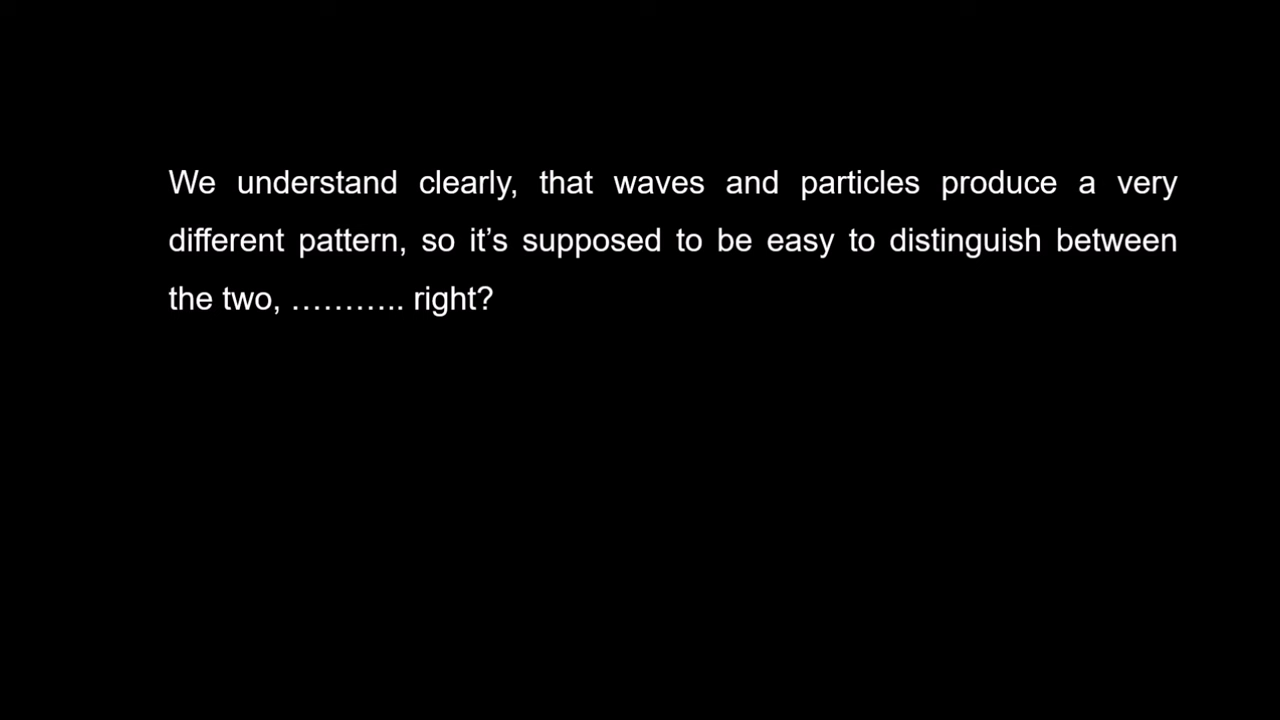 We understand clearly, that waves and particles produce a very
different pattern, so it’s supposed to be easy to distinguish between
the two, ……….. right?